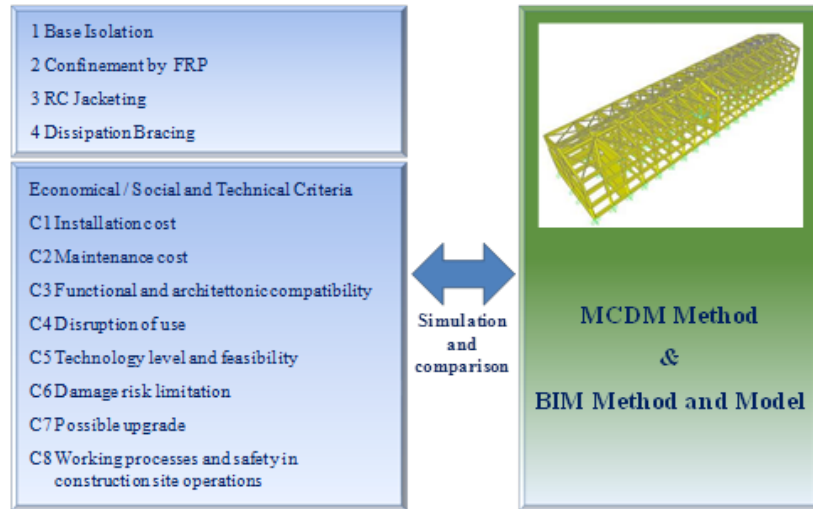 1 Base Isolation
2 Confinement by FRP
3 RC Jacketing
4 Dissipation Bracing
Economical / Social and Technical Criteria
C1 Installation cost
C2 Maintenance cost
C3 Functional and architettonic compatibility
C4 Disruption of use
C5 Technology level and feasibility
C6 Damage risk limitation
C7 Possible upgrade
C8 Working processes and safety in
construction site operations
Simulation
and
comparison
MCDM Method
&
BIM Method and Model